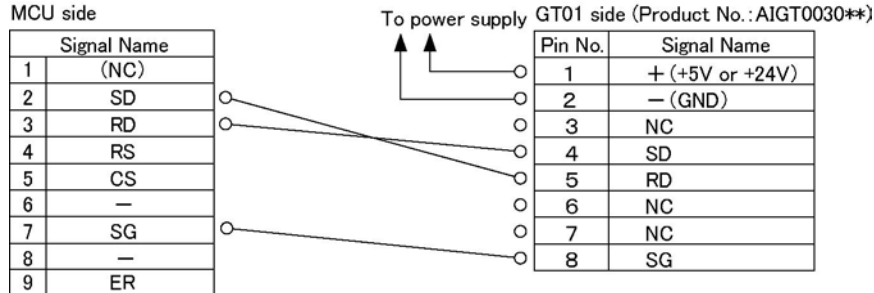 MCU side
To power supply
GT01 side (Product No.:AIGT0030**)
Signal Name
1 (NC)
2 SD
3 RD
4 RS
5 CS
6 −
7 SG
8 −
9 ER
Pin No. Signal Name
1 + (+5V or +24V)
2 − (GND)
3 NC
4 SD
5 RD
6 NC
7 NC
8 SG